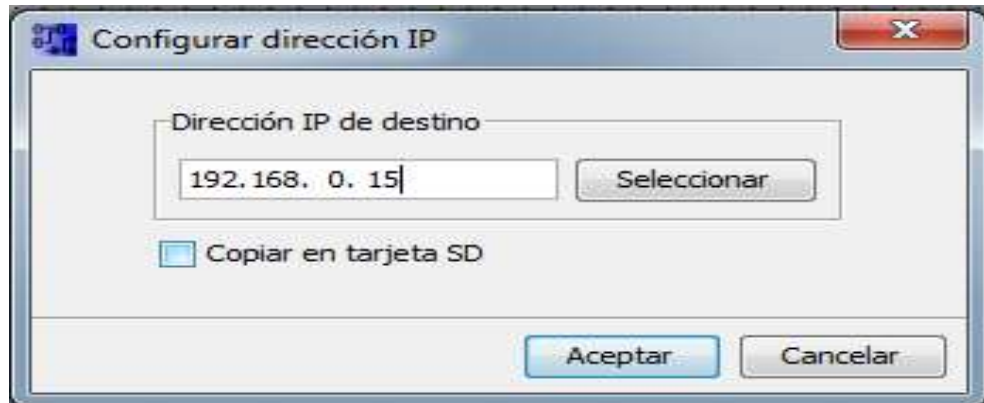 Configurar dirección IP
Dirección IP de destino
192.168. 0. 15
Seleccionar
Copiar en tarjeta SD
Aceptar
Cancelar